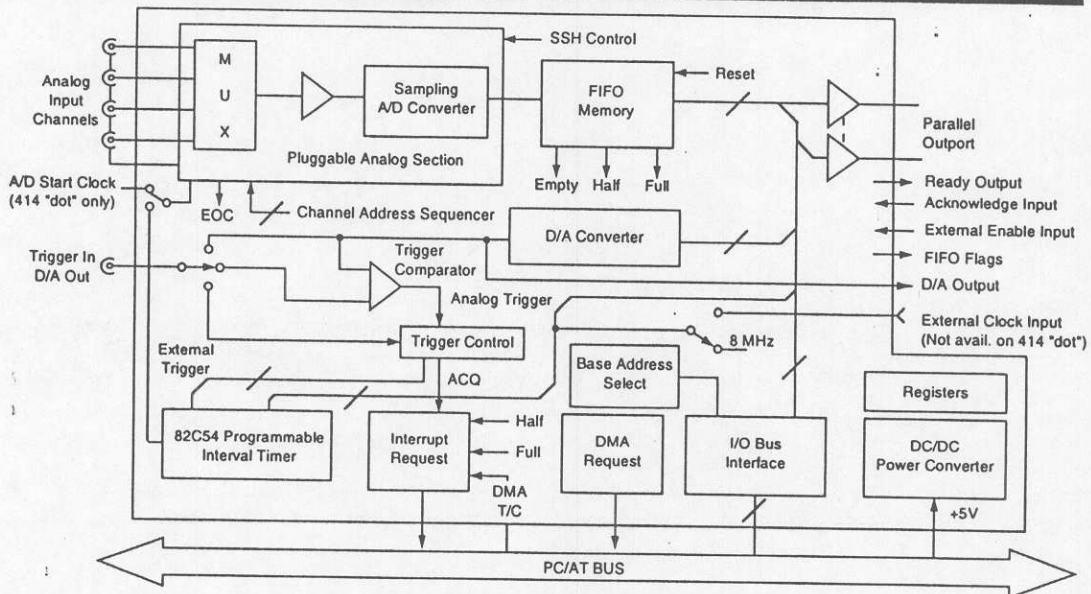 Analog
Input
Channels
M
U
X
Sampling
A/D Converter
Pluggable Analog Section
SSH Control
FIFO
Memory
Reset
Empty
Half
Full
Parallel
Outport
A/D Start Clock
(414 "dot" only)
EOC
Channel Address Sequencer
Ready Output
Acknowledge Input
External Enable Input
FIFO Flags
D/A Output
D/A Converter
Trigger In
D/A Out
Trigger
Comparator
Analog Trigger
External Clock Input
(Not avail. on 414 "dot")
8 MHz
Trigger Control
External
Trigger
ACQ
Base Address
Select
Registers
82C54 Programmable
Interval Timer
Interrupt
Request
Half
Full
DMA
T/C
DMA
Request
I/O Bus
Interface
DC/DC
Power Converter
+5V
PC/AT BUS